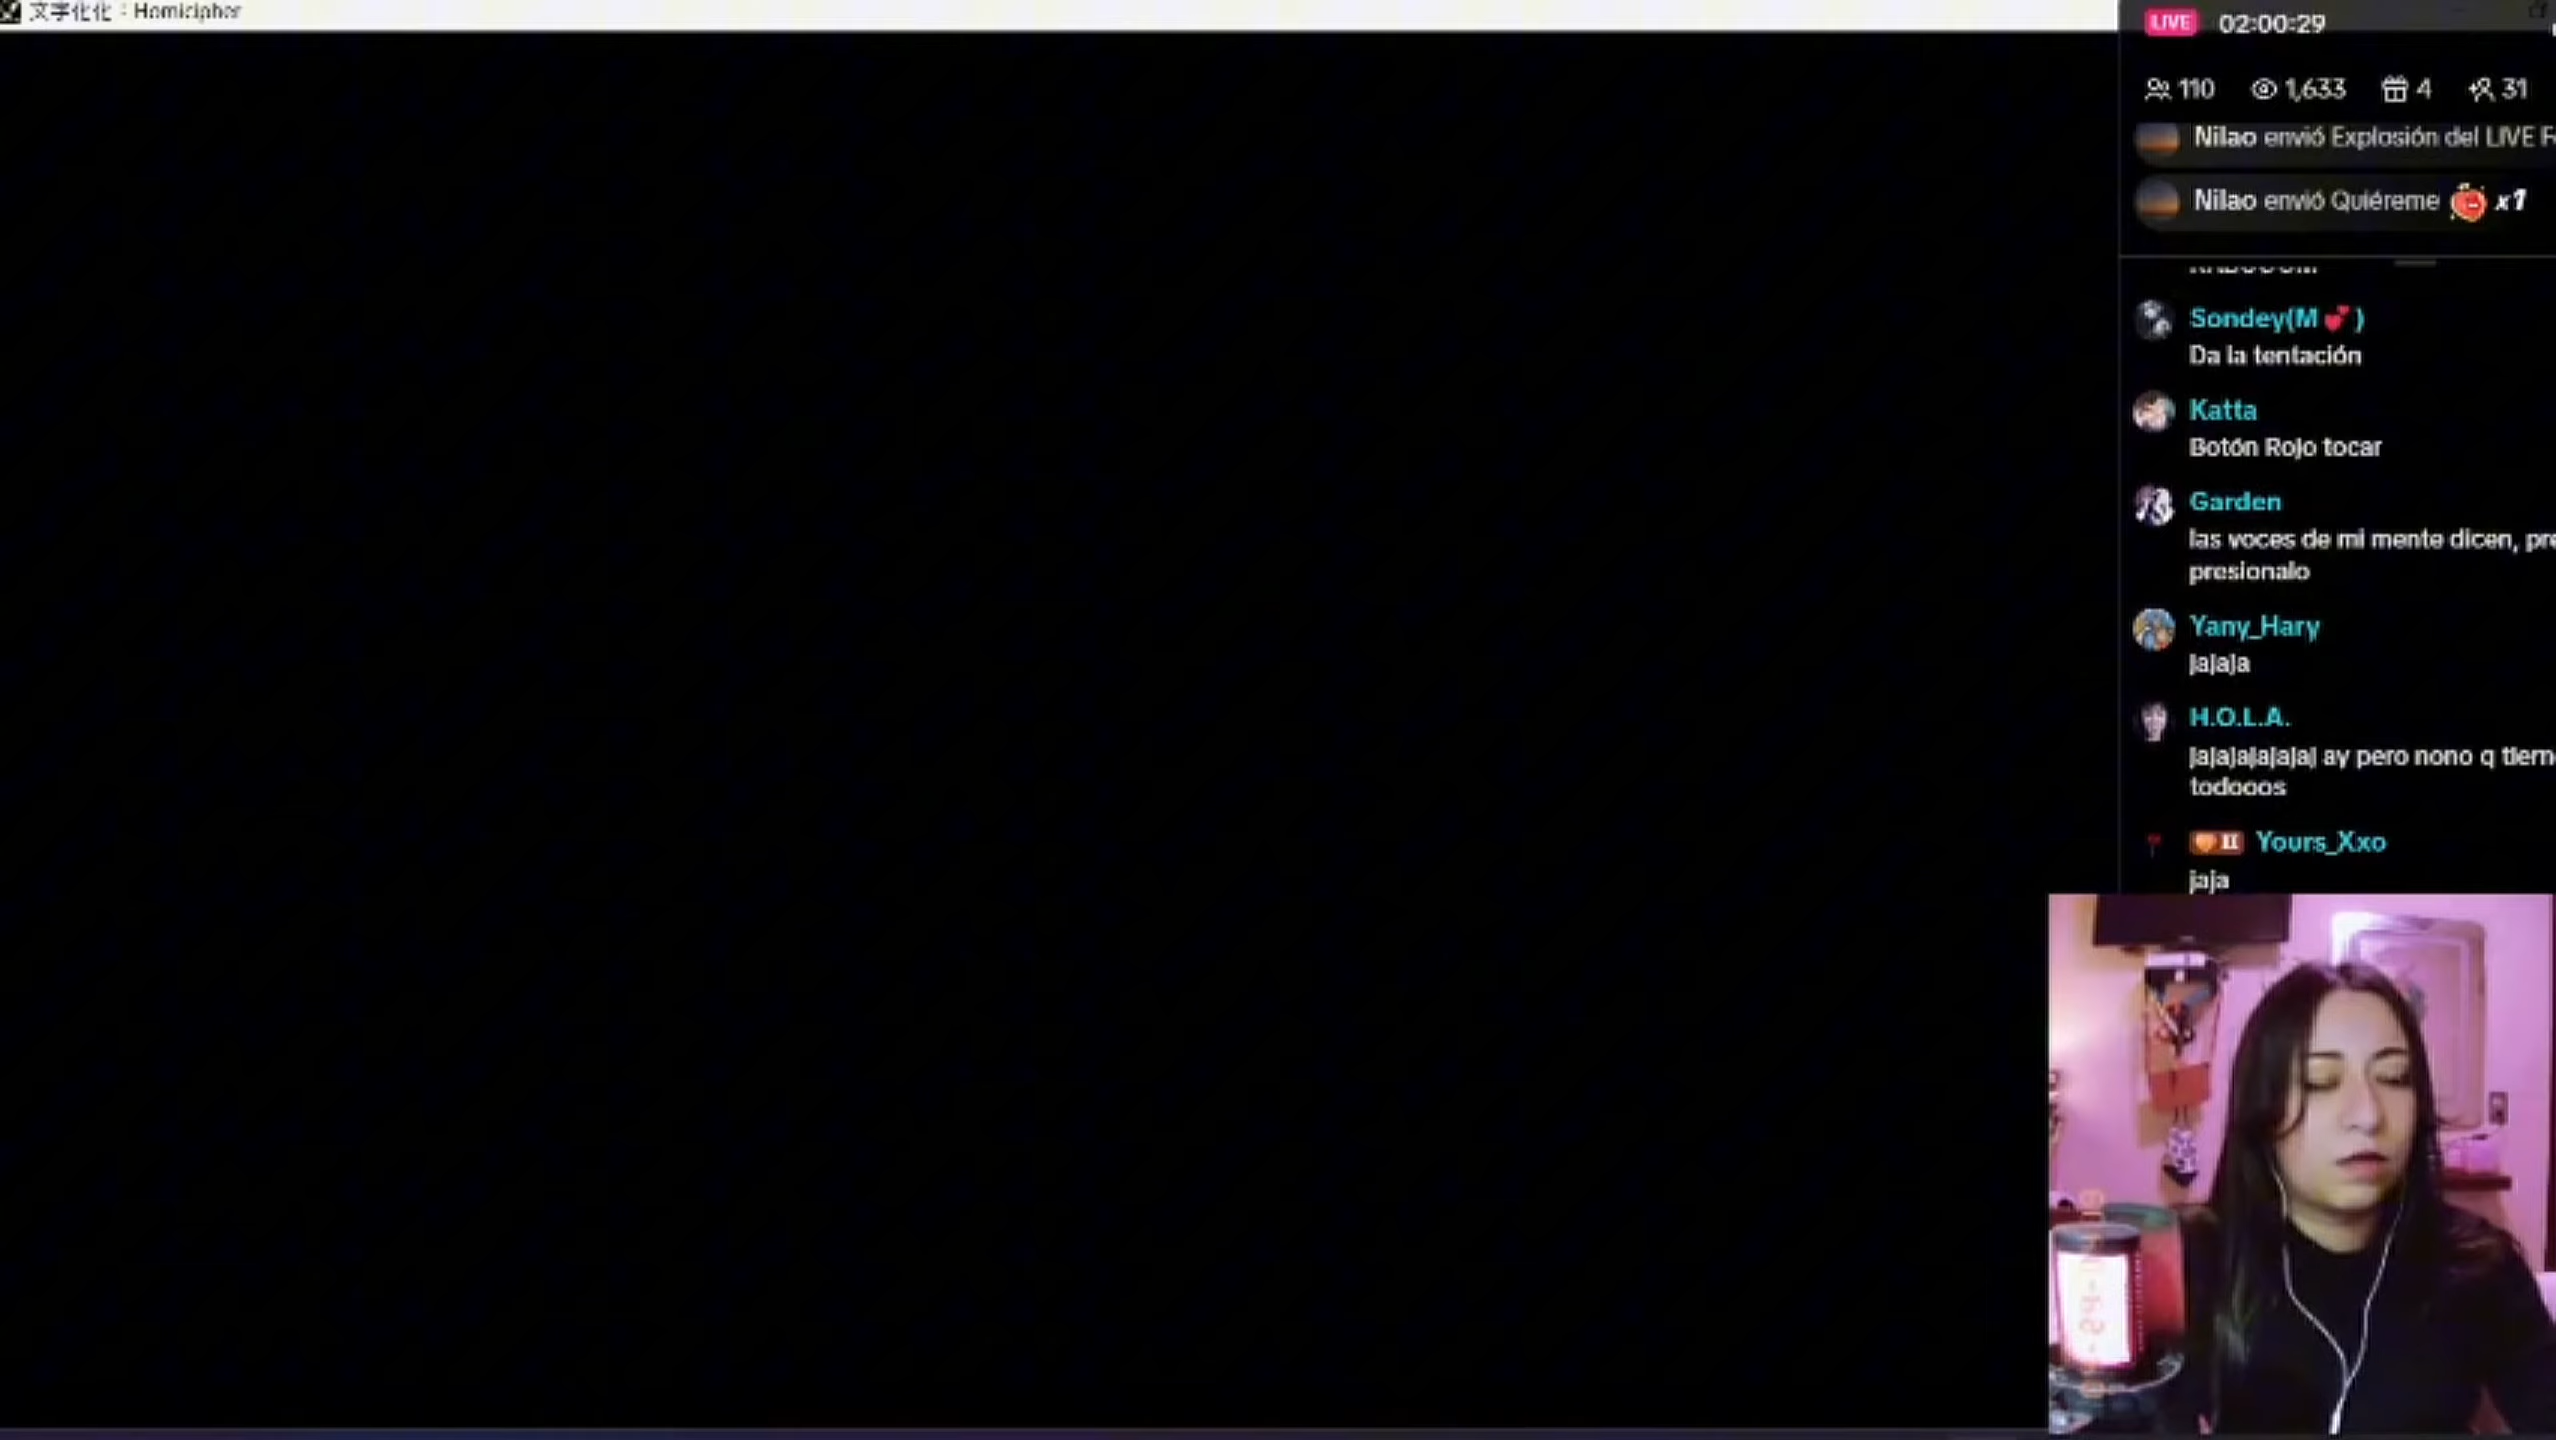 文字化化：Homicipher
LIVE 02:00:29
110 1,633 4 31
Nilao envió Explosión del LIVE
Nilao envió Quiéreme x1
Sondey(M💕)
Da la tentación
Katta
Botón Rojo tocar
Garden
las voces de mi mente dicen,
presionalo
Yany_Hary
jajaja
H.O.L.A.
jajajajajajaj ay pero nono q
todooos
II Yours_Xxo
jaja